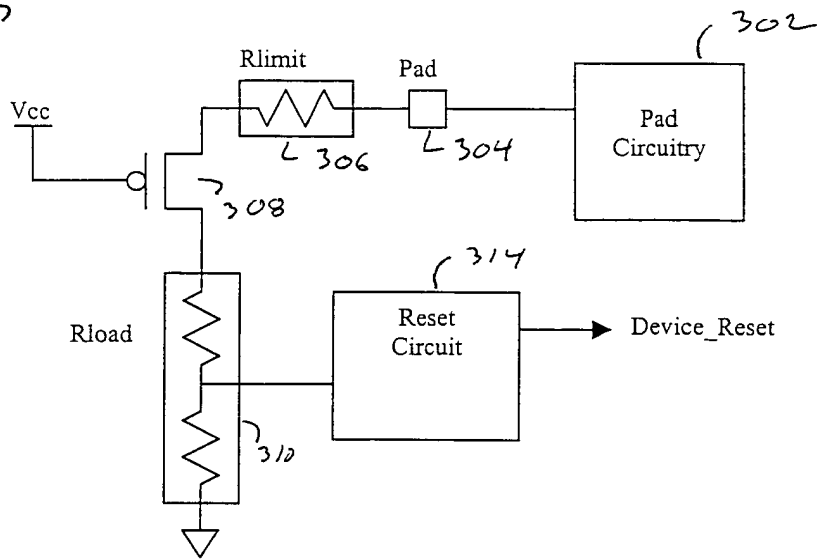 302
Rlimit
Pad
Vcc
Pad
Circuitry
306
304
308
314
Reset
Circuit
Rload
Device_Reset
310